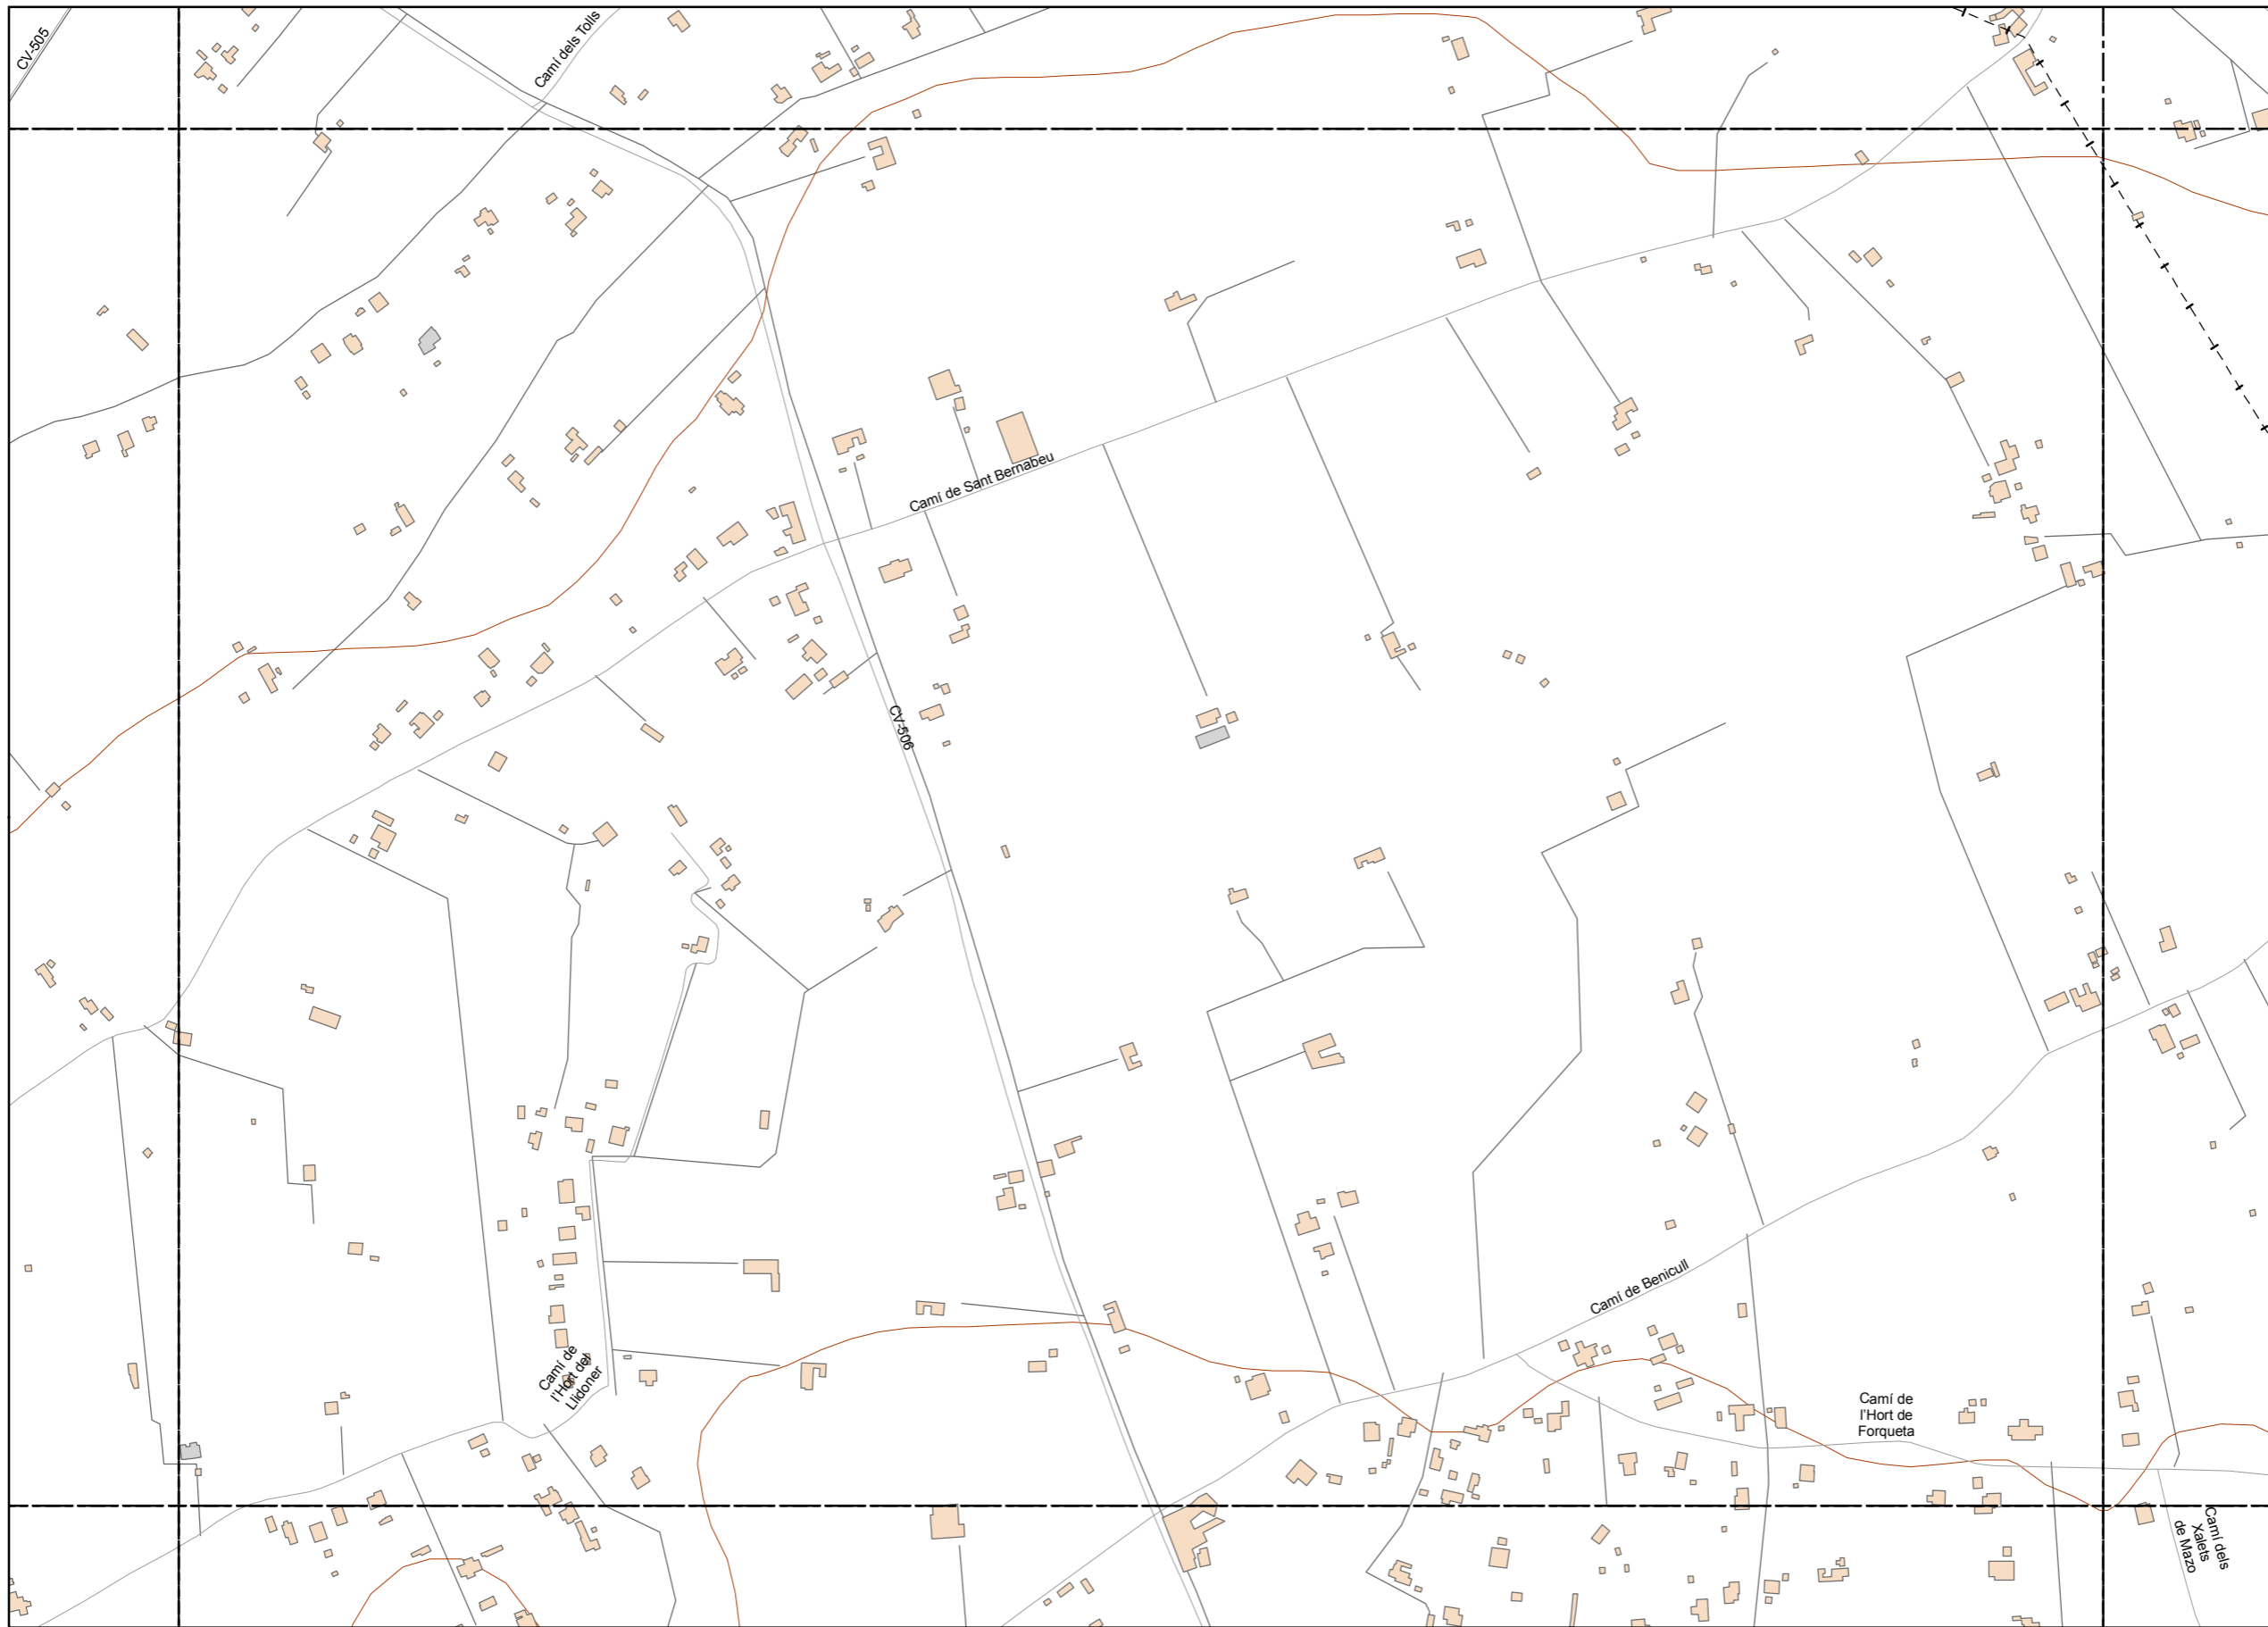 CV-505
Camí dels Tolls
Camí de Sant Bernabeu
CV-506
Camí de Benicull
Camí de
l'Hort del
Llidoner
Camí de
l'Hort de
Forqueta
Camí dels
Xalets
de Mazo